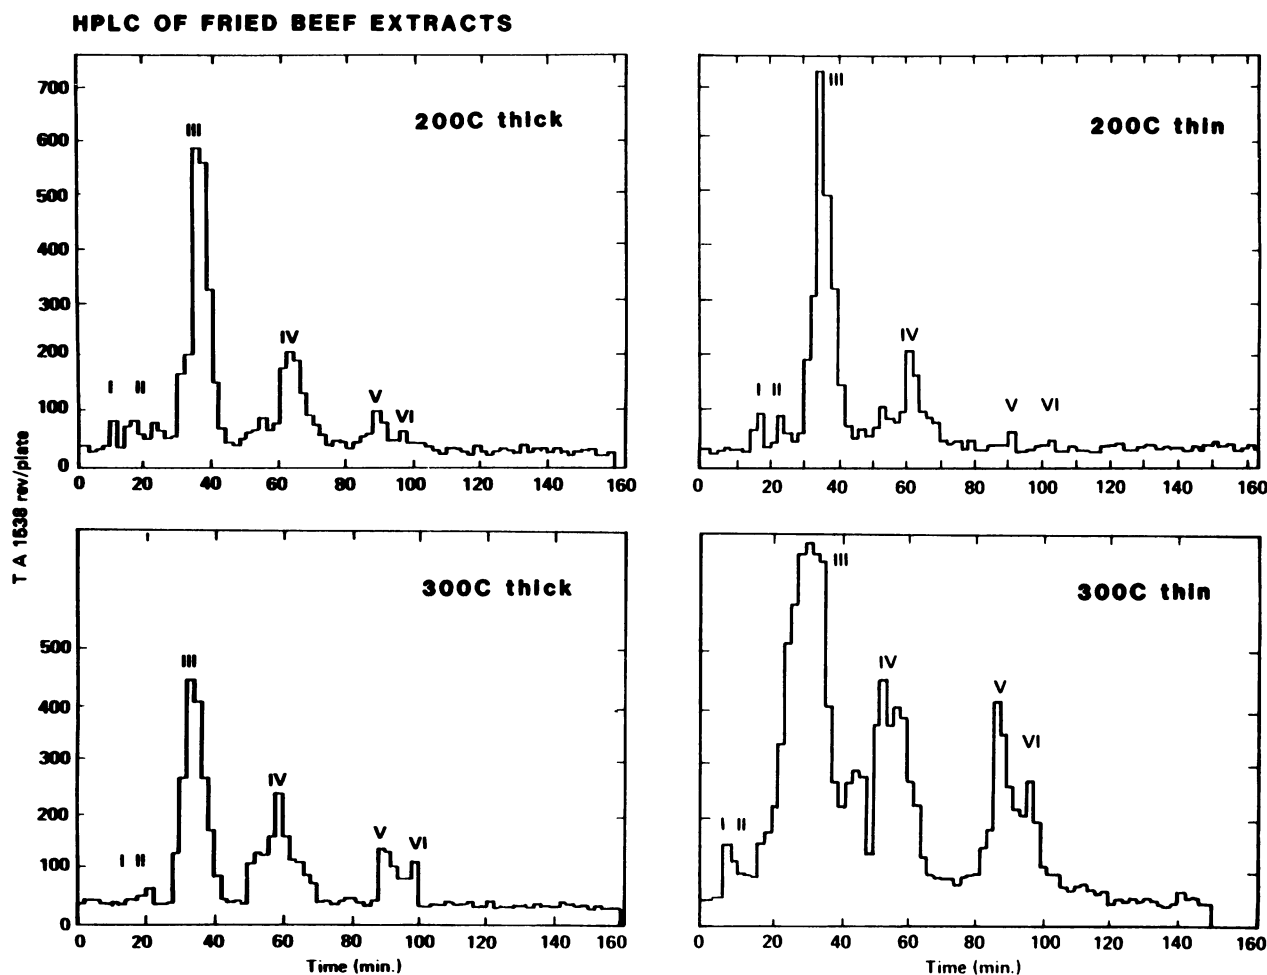 HPLC OF FRIED BEEF EXTRACTS
T A 1538 rev/plate
200C thick
700
600
500
400
300
200
100
0
I
II
III
IV
V
VI
0 20 40 60 80 100 120 140 160
200C thin
I
II
III
IV
V
VI
0 20 40 60 80 100 120 140 160
300C thick
500
400
300
200
100
0
I
II
III
IV
V
VI
0 20 40 60 80 100 120 140 160
Time (min.)
300C thin
I
II
III
IV
V
VI
0 20 40 60 80 100 120 140 160
Time (min.)